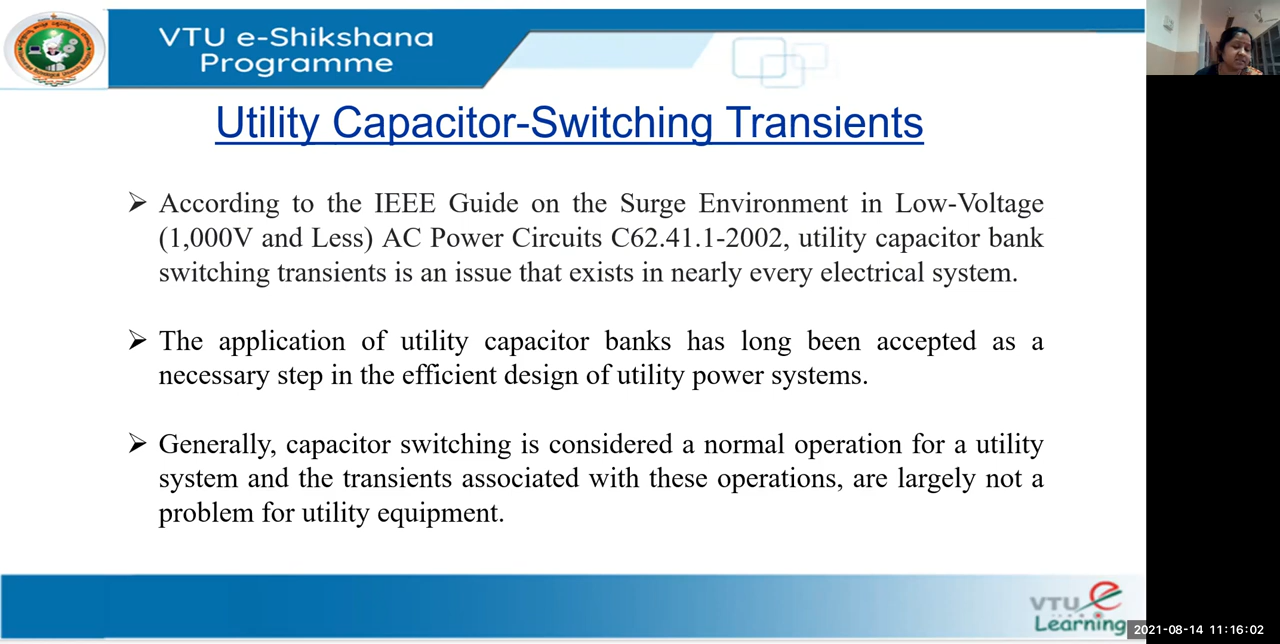 VTU e-Shikshana
Programme
Utility Capacitor-Switching Transients
➢ According to the IEEE Guide on the Surge Environment in Low-Voltage
(1,000V and Less) AC Power Circuits C62.41.1-2002, utility capacitor bank
switching transients is an issue that exists in nearly every electrical system.
➢ The application of utility capacitor banks has long been accepted as a
necessary step in the efficient design of utility power systems.
➢ Generally, capacitor switching is considered a normal operation for a utility
system and the transients associated with these operations, are largely not a
problem for utility equipment.
VTU e
Learning
2021-08-14 11:16:02